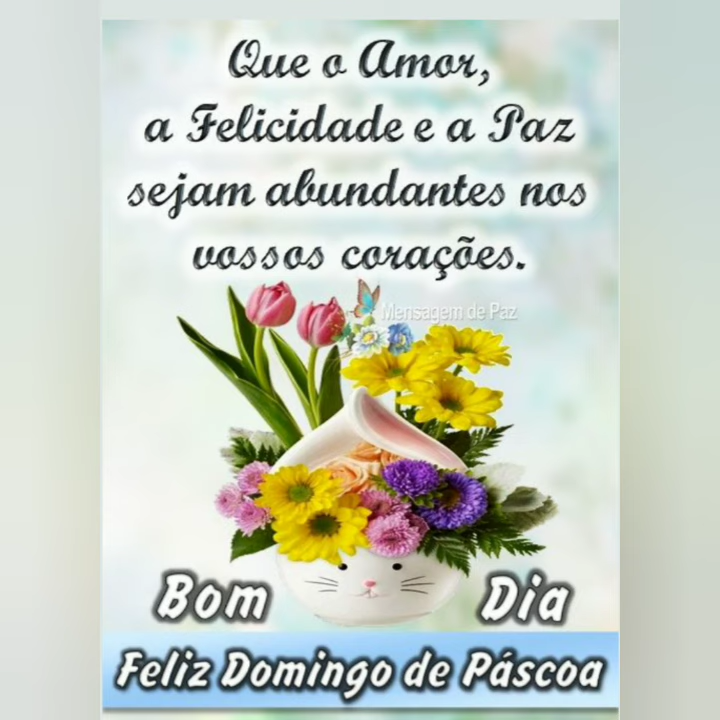 Que o Amor,
a Felicidade e a Paz
sejam abundantes nos
vossos corações.
Mensagem de Paz
Bom Dia
Feliz Domingo de Páscoa